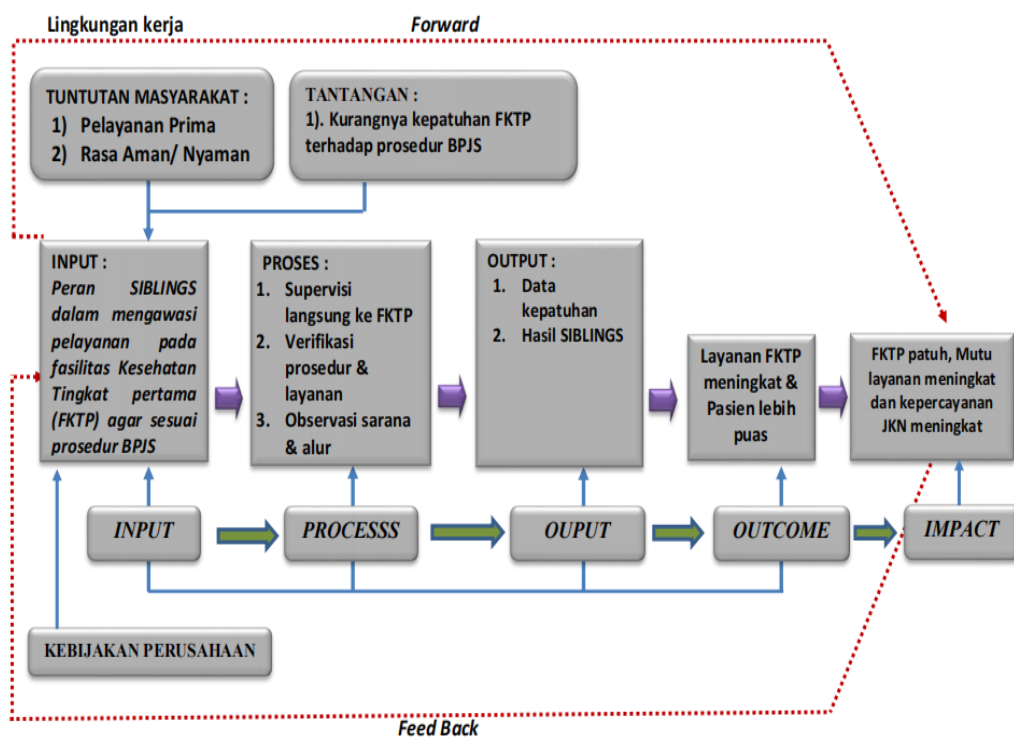 Lingkungan kerja
Forward
TUNTUTAN MASYARAKAT :
1) Pelayanan Prima
2) Rasa Aman/ Nyaman
TANTANGAN :
1). Kurangnya kepatuhan FKTP
terhadap prosedur BPJS
INPUT :
Peran SIBLINGS
dalam mengawasi
pelayanan pada
fasilitas Kesehatan
Tingkat pertama
(FKTP) agar sesuai
prosedur BPJS
PROSES :
1. Supervisi
langsung ke FKTP
2. Verifikasi
prosedur &
layanan
3. Observasi sarana
& alur
OUTPUT :
1. Data
kepatuhan
2. Hasil SIBLINGS
Layanan FKTP
meningkat &
Pasien lebih
puas
FKTP patuh, Mutu
layanan meningkat
dan kepercayanan
JKN meningkat
INPUT
PROCESSS
OUPUT
OUTCOME
IMPACT
KEBIJAKAN PERUSAHAAN
Feed Back